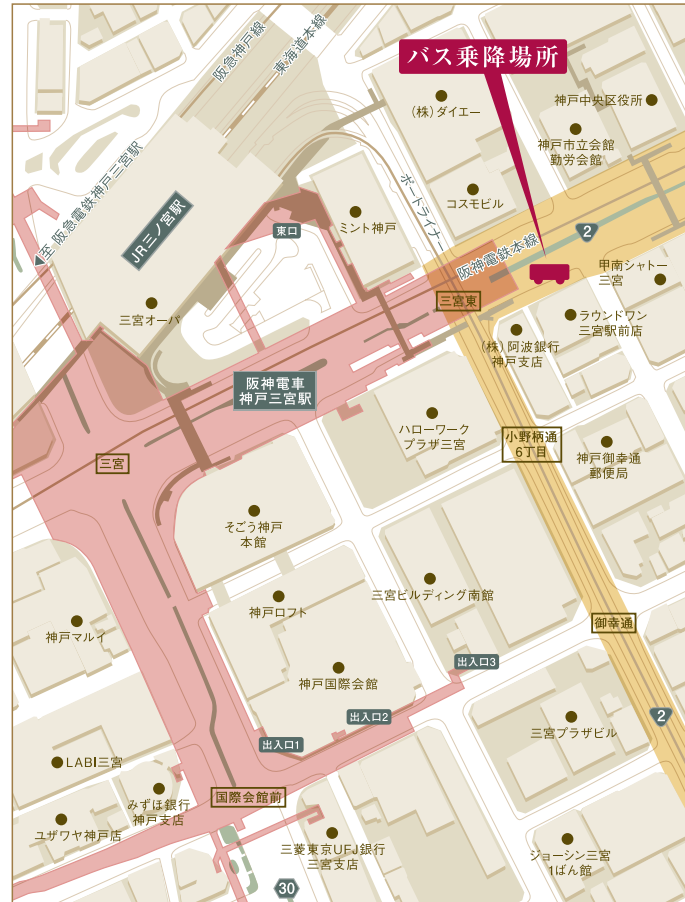 阪急神戸線
東海道本線
バス乗降場所
(株)ダイエー
神戸中央区役所
神戸市立会館
勤労会館
至 阪急電鉄神戸三宮駅
JR三ノ宮駅
東口
ミント神戸
ポートライナー
コスモビル
阪神電鉄本線
2
三宮東
甲南シャトー
三宮
三宮オーパ
ラウンドワン
三宮駅前店
(株)阿波銀行
神戸支店
阪神電車
神戸三宮駅
ハローワーク
プラザ三宮
小野柄通
6丁目
神戸御幸通
郵便局
三宮
そごう神戸
本館
三宮ビルディング南館
神戸ロフト
神戸マルイ
御幸通
出入口3
神戸国際会館
出入口2
出入口1
2
三宮プラザビル
LABI三宮
みずほ銀行
神戸支店
国際会館前
ユザワヤ神戸店
三菱東京UFJ銀行
三宮支店
ジョーシン三宮
1ばん館
30